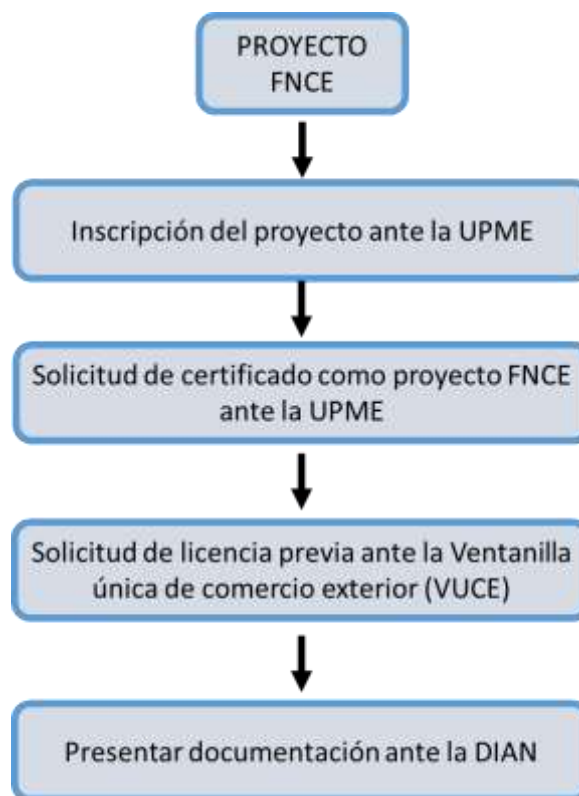 PROYECTO
FNCE
Inscripción del proyecto ante la UPME
Solicitud de certificado como proyecto FNCE
ante la UPME
Solicitud de licencia previa ante la Ventanilla
única de comercio exterior (VUCE)
Presentar documentación ante la DIAN